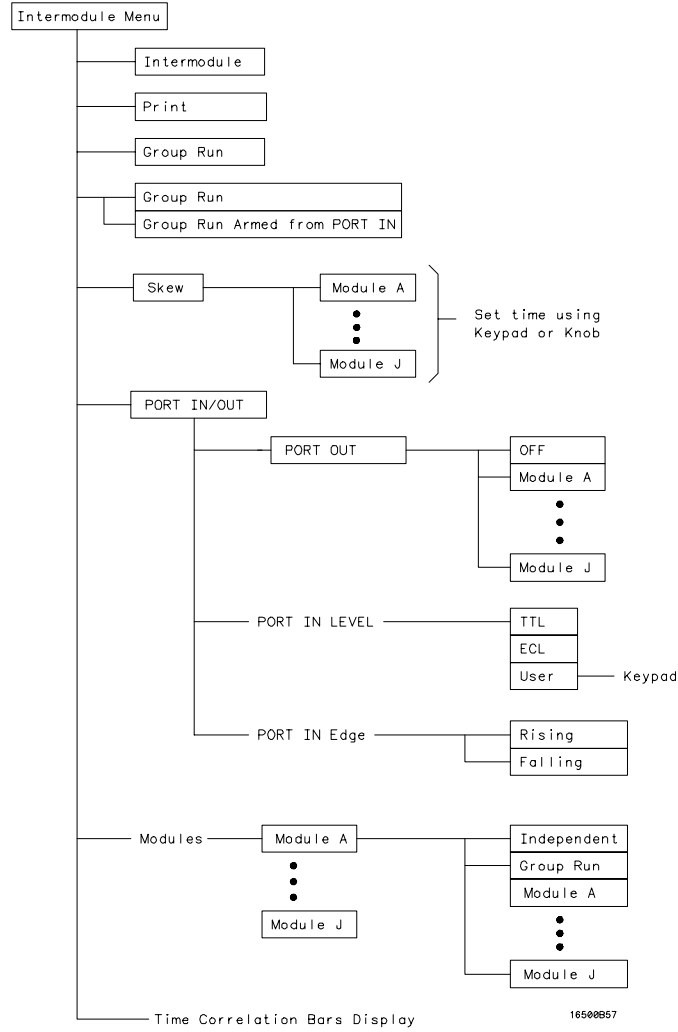 Intermodule Menu
Intermodule
Print
Group Run
Group Run
Group Run Armed from PORT IN
Skew
Module A
Module J
Set time using
Keypad or Knob
PORT IN/OUT
PORT OUT
OFF
Module A
Module J
PORT IN LEVEL
TTL
ECL
User
Keypad
PORT IN Edge
Rising
Falling
Modules
Module A
Module J
Independent
Group Run
Module A
Module J
Time Correlation Bars Display
16500B57